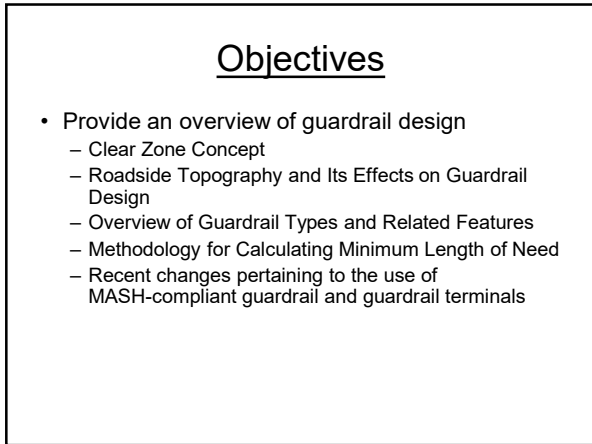 Objectives
• Provide an overview of guardrail design
– Clear Zone Concept
– Roadside Topography and Its Effects on Guardrail
Design
– Overview of Guardrail Types and Related Features
– Methodology for Calculating Minimum Length of Need
– Recent changes pertaining to the use of
MASH-compliant guardrail and guardrail terminals